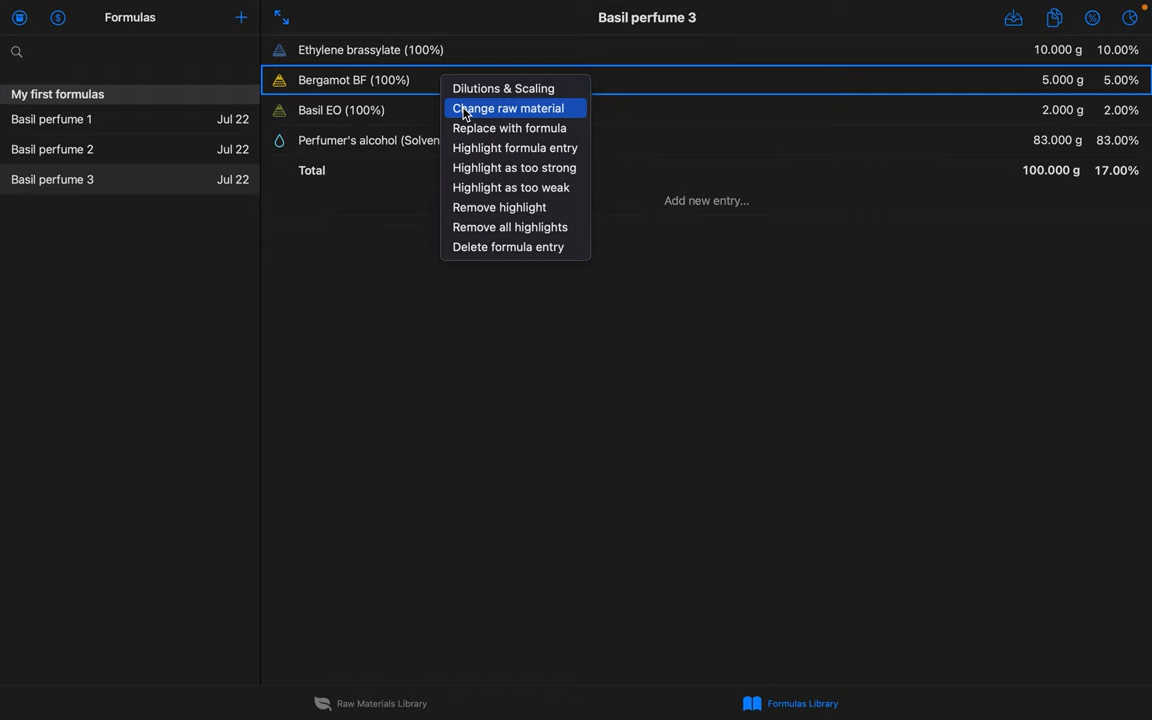 Formulas
Basil perfume 3
My first formulas
Basil perfume 1 Jul 22
Basil perfume 2 Jul 22
Basil perfume 3 Jul 22
Ethylene brassylate (100%) 10.000 g 10.00%
Bergamot BF (100%) 5.000 g 5.00%
Basil EO (100%) 2.000 g 2.00%
Perfumer's alcohol (Solven 83.000 g 83.00%
Total 100.000 g 17.00%
Add new entry...
Dilutions & Scaling
Change raw material
Replace with formula
Highlight formula entry
Highlight as too strong
Highlight as too weak
Remove highlight
Remove all highlights
Delete formula entry
Raw Materials Library
Formulas Library